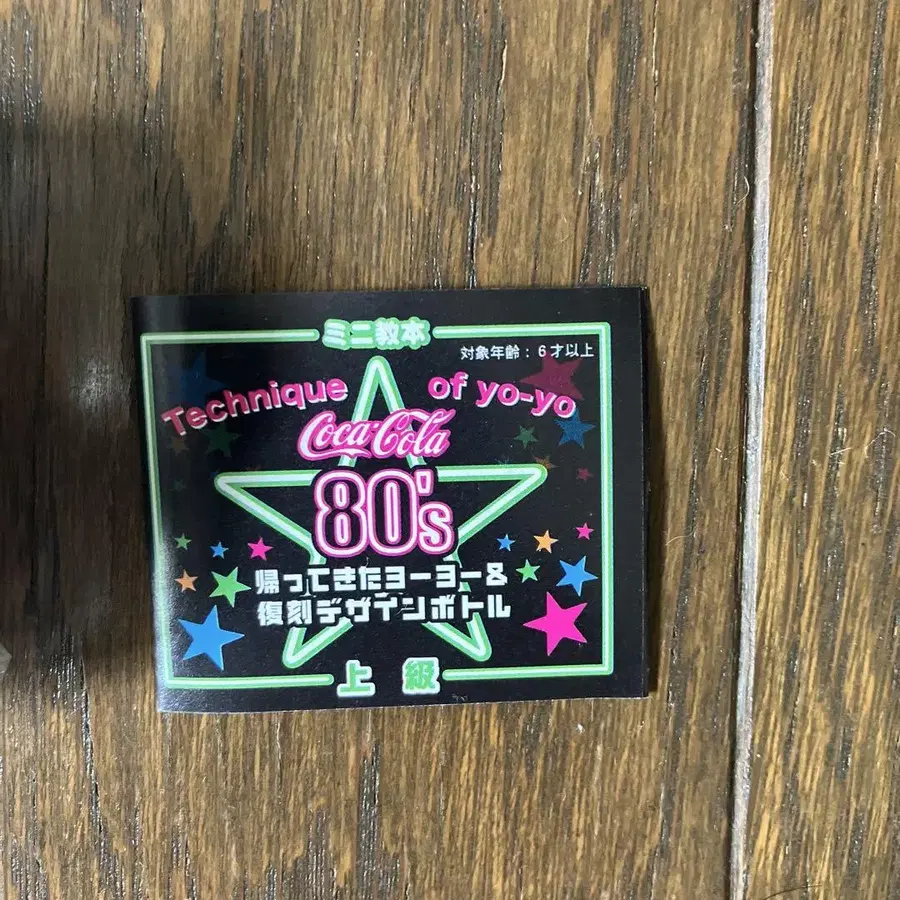 ミニ教本
対象年齢：6才以上
Technique of yo-yo
Coca-Cola
80's
帰ってきたヨーヨー&
復刻デザインボトル
上級